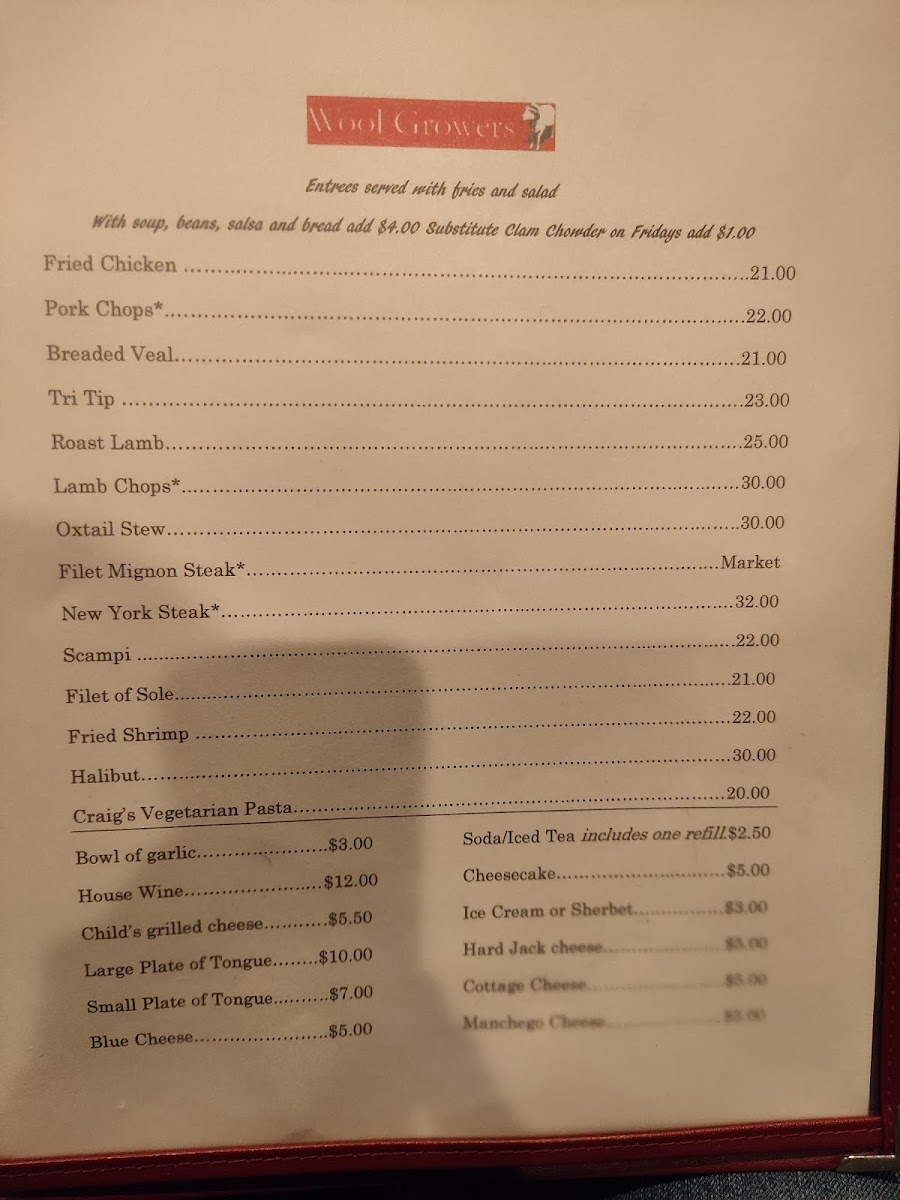 Wool Growers
Entrees served with fries and salad
With soup, beans, salsa and bread add $4.00 Substitute Clam Chowder on Fridays add $1.00
Fried Chicken ........21.00
Pork Chops*........22.00
Breaded Veal........21.00
Tri Tip ........23.00
Roast Lamb........25.00
Lamb Chops*........30.00
Oxtail Stew........30.00
Filet Mignon Steak*........Market
New York Steak*........32.00
Scampi ........22.00
Filet of Sole........21.00
Fried Shrimp ........22.00
Halibut........30.00
Craig's Vegetarian Pasta........20.00
Bowl of garlic........$3.00
House Wine........$12.00
Child's grilled cheese........$5.50
Large Plate of Tongue........$10.00
Small Plate of Tongue........$7.00
Blue Cheese........$5.00
Soda/Iced Tea includes one refill.$2.50
Cheesecake........$5.00
Ice Cream or Sherbet........$3.00
Hard Jack cheese........$5.00
Cottage Cheese........
Manchego Cheese........